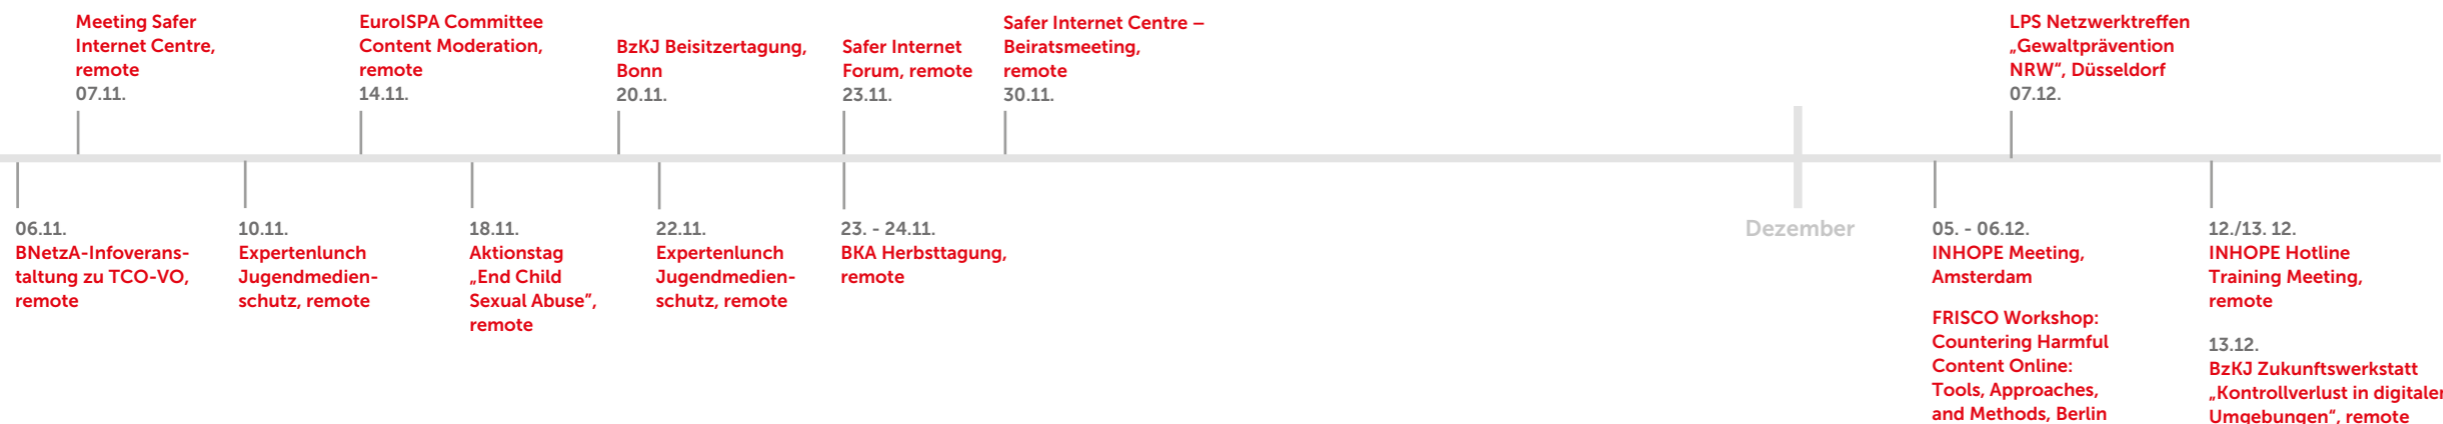 Meeting Safer
Internet Centre,
remote
07.11.
EuroISPA Committee
Content Moderation,
remote
14.11.
BzKJ Beisitzertagung,
Bonn
20.11.
Safer Internet
Forum, remote
23.11.
Safer Internet Centre –
Beiratsmeeting,
remote
30.11.
LPS Netzwerktreffen
„Gewaltprävention
NRW“, Düsseldorf
07.12.
06.11.
BNetzA-Infoverans-
taltung zu TCO-VO,
remote
10.11.
Expertenlunch
Jugendmedien-
schutz, remote
18.11.
Aktionstag
„End Child
Sexual Abuse”,
remote
22.11.
Expertenlunch
Jugendmedien-
schutz, remote
23. - 24.11.
BKA Herbsttagung,
remote
Dezember
05. - 06.12.
INHOPE Meeting,
Amsterdam
FRISCO Workshop:
Countering Harmful
Content Online:
Tools, Approaches,
and Methods, Berlin
12./13. 12.
INHOPE Hotline
Training Meeting,
remote
13.12.
BzKJ Zukunftswerkstatt
„Kontrollverlust in digitaler
Umgebungen“, remote